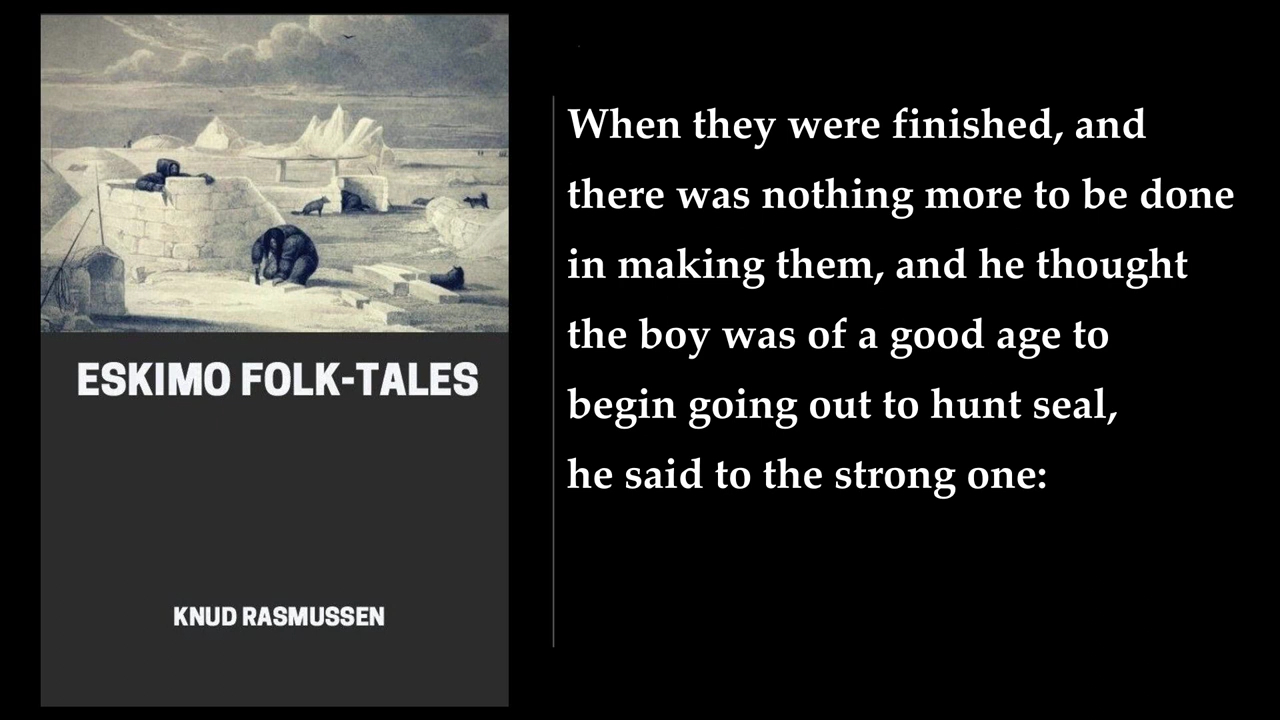 ESKIMO FOLK-TALES
KNUD RASMUSSEN
When they were finished, and
there was nothing more to be done
in making them, and he thought
the boy was of a good age to
begin going out to hunt seal,
he said to the strong one: